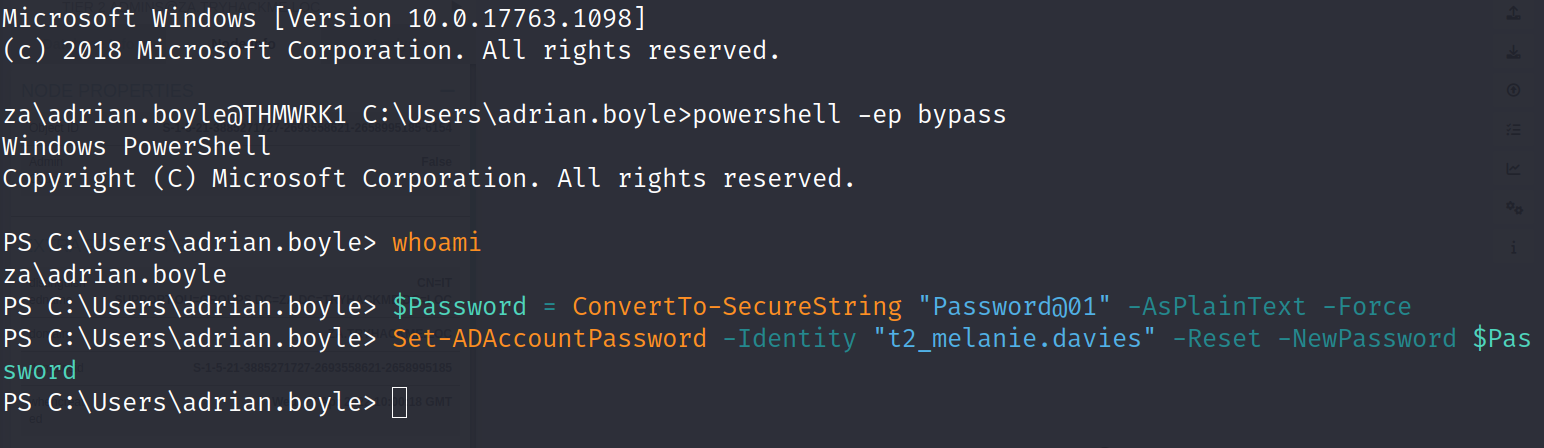 Microsoft Windows [Version 10.0.17763.1098]
(c) 2018 Microsoft Corporation. All rights reserved.
za\adrian.boyle@THMWRK1 C:\Users\adrian.boyle>powershell -ep bypass
Windows PowerShell
Copyright (C) Microsoft Corporation. All rights reserved.
PS C:\Users\adrian.boyle> whoami
za\adrian.boyle
PS C:\Users\adrian.boyle> $Password = ConvertTo-SecureString "Password@01" -AsPlainText -Force
PS C:\Users\adrian.boyle> Set-ADAccountPassword -Identity "t2_melanie.davies" -Reset -NewPassword $Pas
sword
PS C:\Users\adrian.boyle>